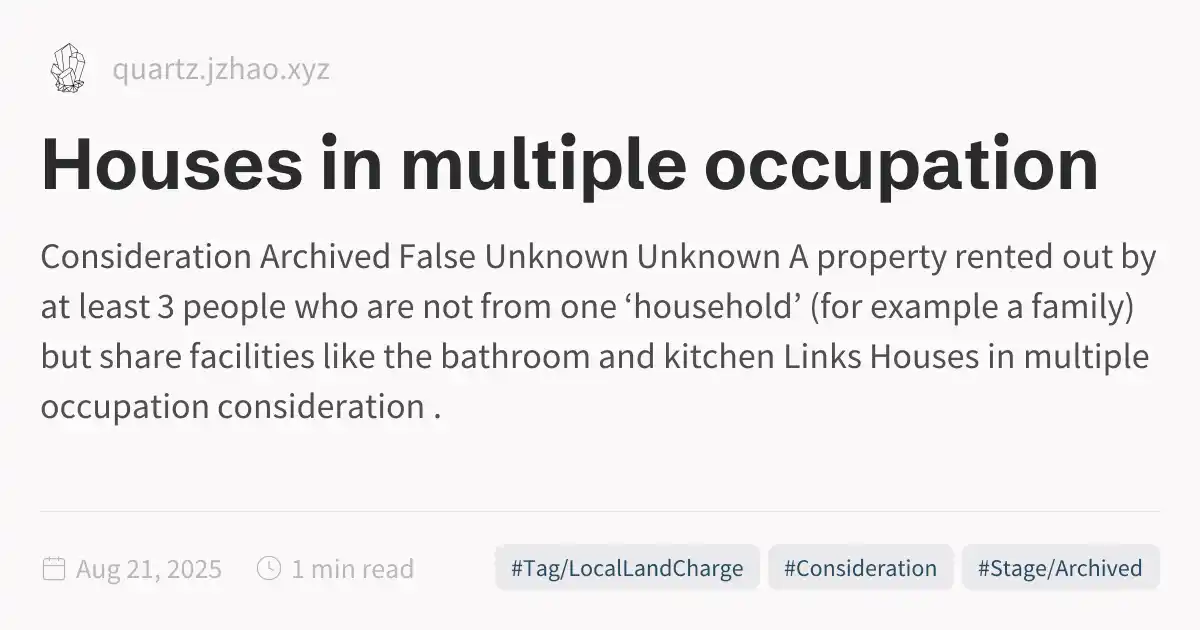 quartz.jzhao.xyz
Houses in multiple occupation
Consideration Archived False Unknown Unknown A property rented out by
at least 3 people who are not from one ‘household’ (for example a family)
but share facilities like the bathroom and kitchen Links Houses in multiple
occupation consideration .
Aug 21, 2025 1 min read #Tag/LocalLandCharge #Consideration #Stage/Archived